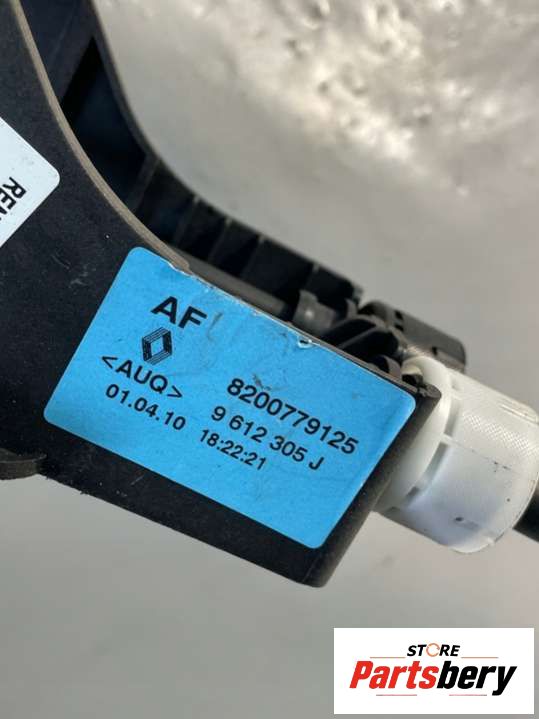 REN
AF
8200779125
<AUQ>
9 612 305 J
01.04.10
18:22:21
STORE
Partsbery